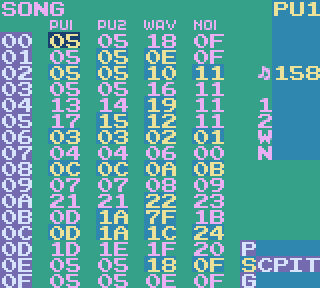 SONG PU1
PU1 PU2 WAV NOI
00 05 05 18 0F
01 05 05 0E 0F
02 05 05 10 11 ♫158
03 05 05 16 11
04 13 14 19 11 1
05 17 15 12 11 2
06 03 03 02 01 W
07 04 04 06 00 N
08 0C 0C 0A 0B
09 07 07 08 09
0A 21 21 22 23
0B 0D 1A 7F 1B
0C 0D 1A 1C 24
0D 1D 1E 1F 20 P
0E 05 05 18 0F SCPIT
0F 05 05 0E 0F G